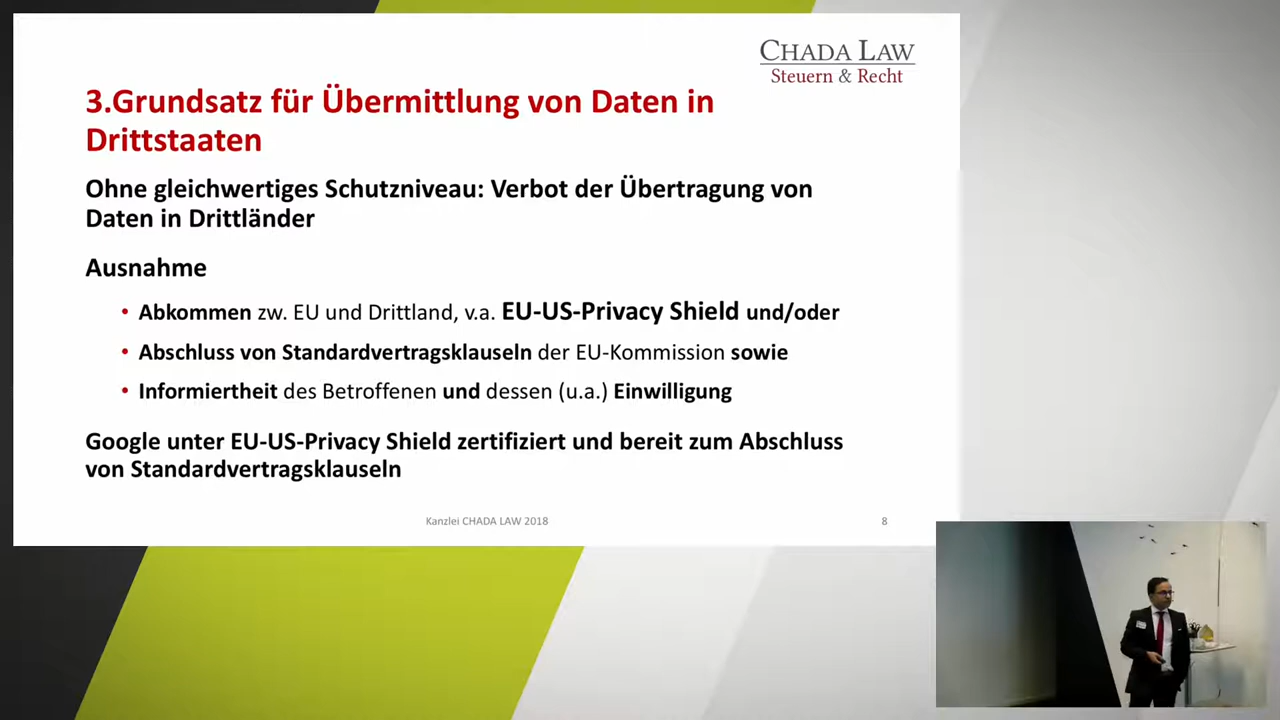 CHADA LAW
Steuern & Recht
3.Grundsatz für Übermittlung von Daten in
Drittstaaten
Ohne gleichwertiges Schutzniveau: Verbot der Übertragung von
Daten in Drittländer
Ausnahme
• Abkommen zw. EU und Drittland, v.a. EU-US-Privacy Shield und/oder
• Abschluss von Standardvertragsklauseln der EU-Kommission sowie
• Informiertheit des Betroffenen und dessen (u.a.) Einwilligung
Google unter EU-US-Privacy Shield zertifiziert und bereit zum Abschluss
von Standardvertragsklauseln
Kanzlei CHADA LAW 2018
8